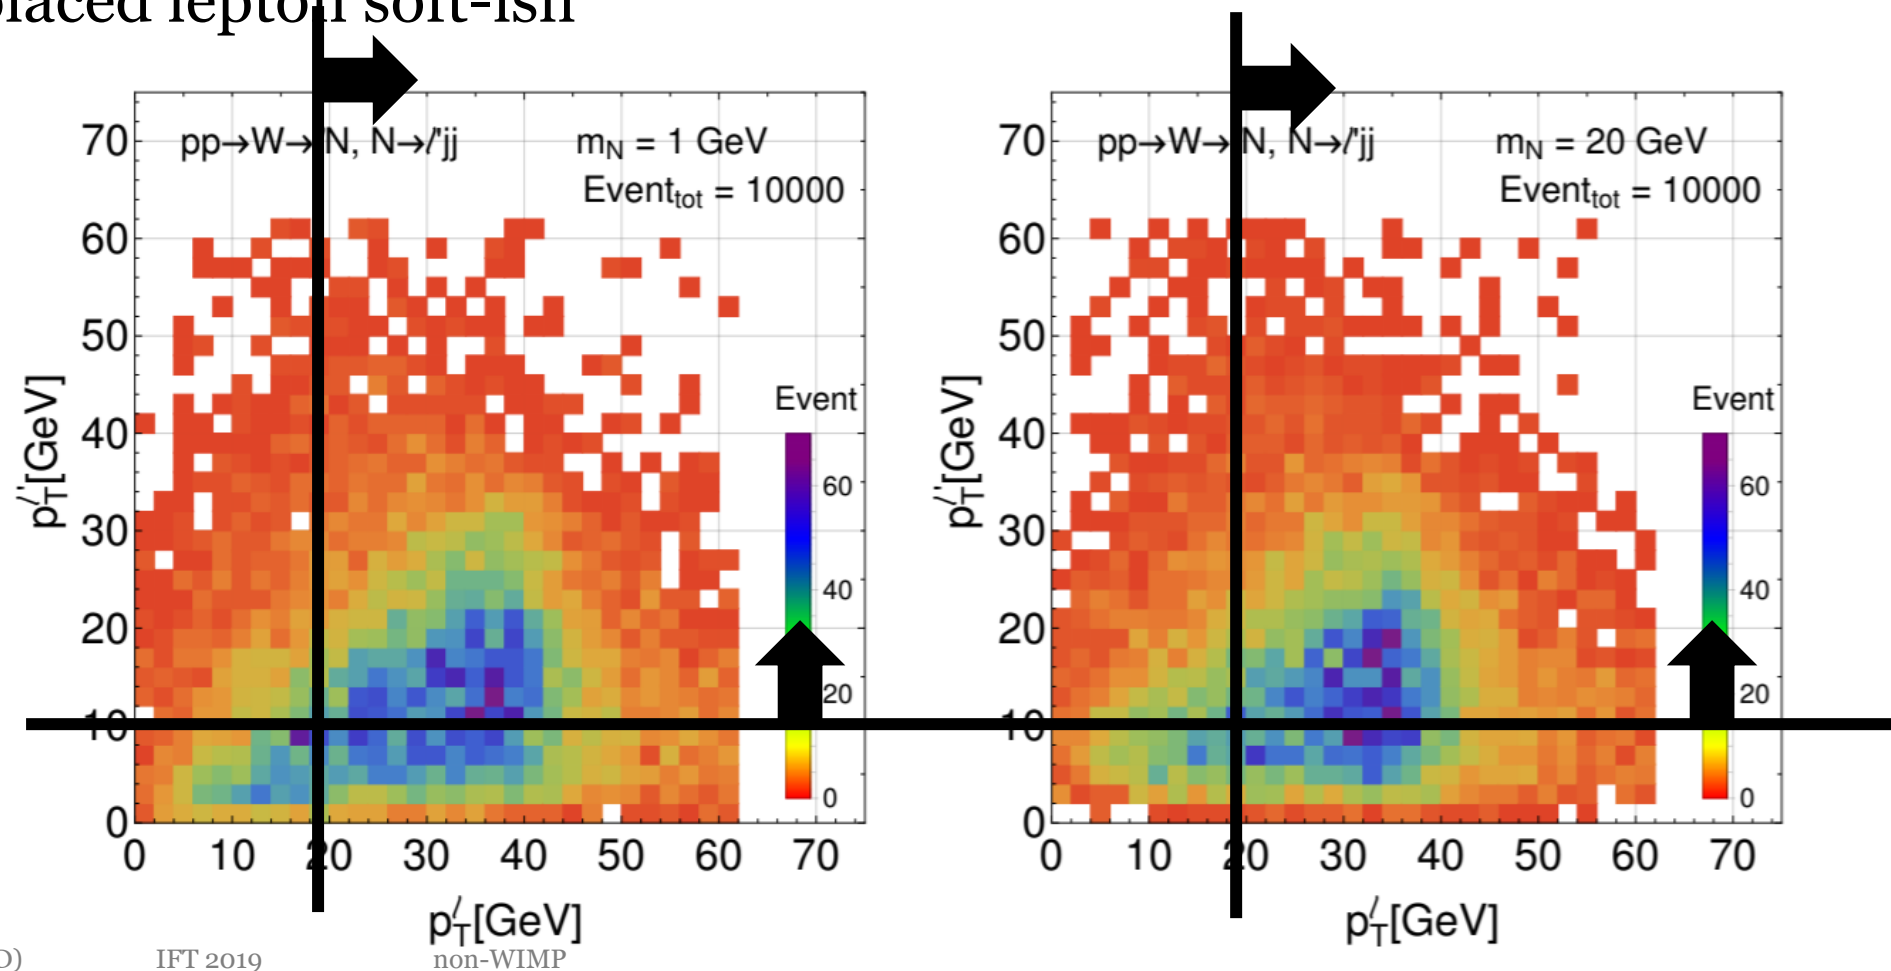 placed lepton soft-ish
pp→W→ℓN, N→ℓ'jj
m_N = 1 GeV
Event_tot = 10000
70
60
50
40
30
20
10
0
p_T^ℓ' [GeV]
Event
60
40
20
0
0 10 20 30 40 50 60 70
p_T^ℓ [GeV]
pp→W→ℓN, N→ℓ'jj
m_N = 20 GeV
Event_tot = 10000
70
60
50
40
30
20
10
0
p_T^ℓ' [GeV]
Event
60
40
20
0
0 10 20 30 40 50 60 70
p_T^ℓ [GeV]
D) IFT 2019 non-WIMP